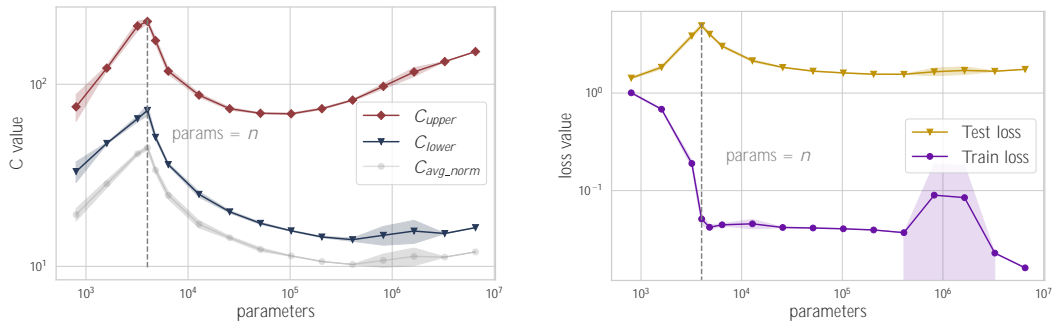 C value
10²
10¹
params = n
C_upper
C_lower
C_avg_norm
10³ 10⁴ 10⁵ 10⁶ 10⁷
parameters
loss value
10⁰
10⁻¹
params = n
Test loss
Train loss
10³ 10⁴ 10⁵ 10⁶ 10⁷
parameters